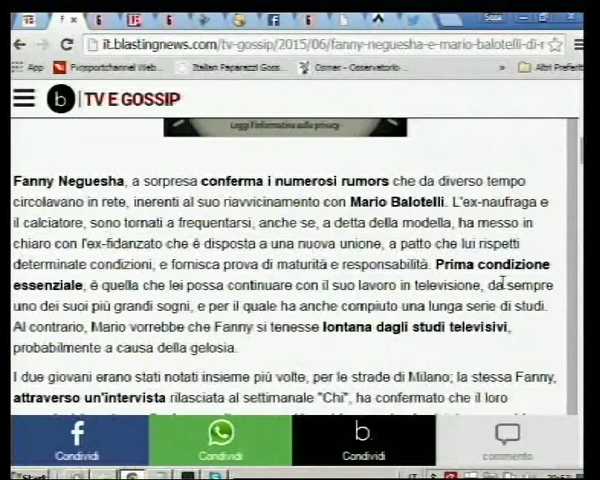 it.blastingnews.com/tv-gossip/2015/06/fanny-neguesha-e-mario-balotelli-di-r
App
Fivosportchannel Web...
Italian Paparazzi Goss...
Corner - Osservatorio
»
Altri Preferiti
b | TV E GOSSIP
Leggi l'informativa sulla privacy
Fanny Neguesha, a sorpresa conferma i numerosi rumors che da diverso tempo
circolavano in rete, inerenti al suo riavvicinamento con Mario Balotelli. L'ex-naufraga e
il calciatore, sono tornati a frequentarsi, anche se, a detta della modella, ha messo in
chiaro con l'ex-fidanzato che è disposta a una nuova unione, a patto che lui rispetti
determinate condizioni, e fornisca prova di maturità e responsabilità. Prima condizione
essenziale, è quella che lei possa continuare con il suo lavoro in televisione, da sempre
uno dei suoi più grandi sogni, e per il quale ha anche compiuto una lunga serie di studi.
Al contrario, Mario vorrebbe che Fanny si tenesse lontana dagli studi televisivi,
probabilmente a causa della gelosia.
I due giovani erano stati notati insieme più volte, per le strade di Milano; la stessa Fanny,
attraverso un'intervista rilasciata al settimanale "Chi", ha confermato che il loro
Condividi
Condividi
b
Condividi
commento
Start
IT